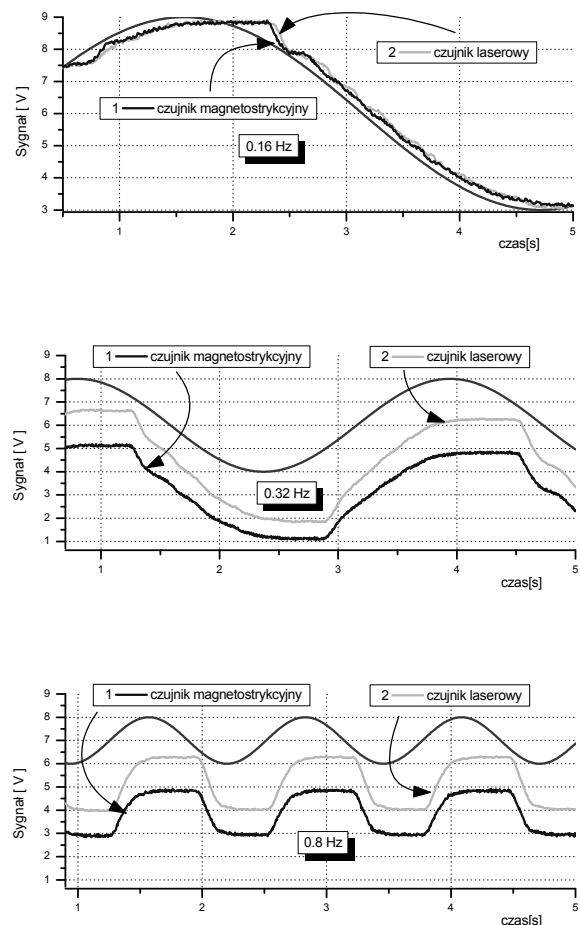 9
8
7
6
5
4
3
Sygnał [ V ]
2 czujnik laserowy
1 czujnik magnetostrykcyjny
0.16 Hz
1 2 3 4 5
czas[s]
9
8
7
6
5
4
3
2
1
Sygnał [ V ]
1 czujnik magnetostrykcyjny
2 czujnik laserowy
0.32 Hz
1 2 3 4 5
czas[s]
9
8
7
6
5
4
3
2
1
Sygnał [ V ]
1 czujnik magnetostrykcyjny
2 czujnik laserowy
0.8 Hz
1 2 3 4 5
czas[s]